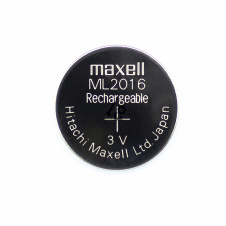 maxell
ML2016
Rechargeable
+
3 V
Hitachi Maxell Ltd Japan